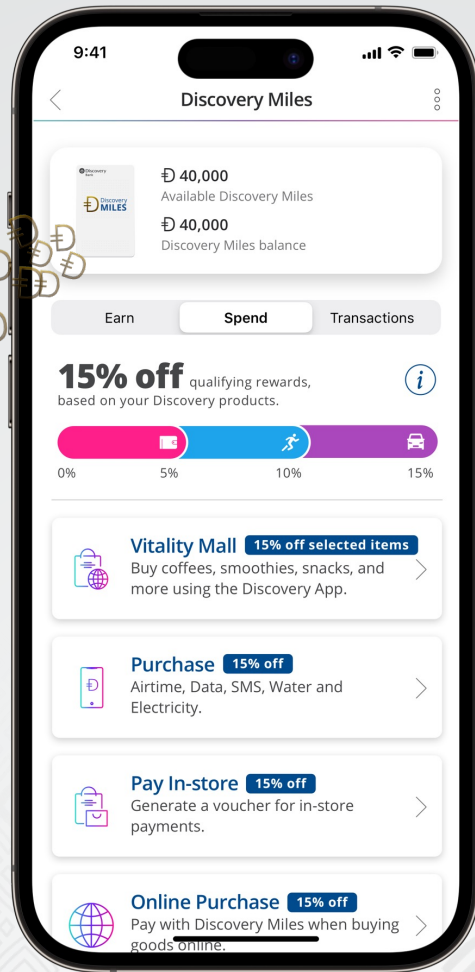 9:41
Discovery Miles
Discovery
Bank
Discovery
MILES
40,000
Available Discovery Miles
40,000
Discovery Miles balance
Earn Spend Transactions
15% off qualifying rewards,
based on your Discovery products.
i
0% 5% 10% 15%
Vitality Mall 15% off selected items
Buy coffees, smoothies, snacks, and
more using the Discovery App.
Purchase 15% off
Airtime, Data, SMS, Water and
Electricity.
Pay In-store 15% off
Generate a voucher for in-store
payments.
Online Purchase 15% off
Pay with Discovery Miles when buying
goods online.